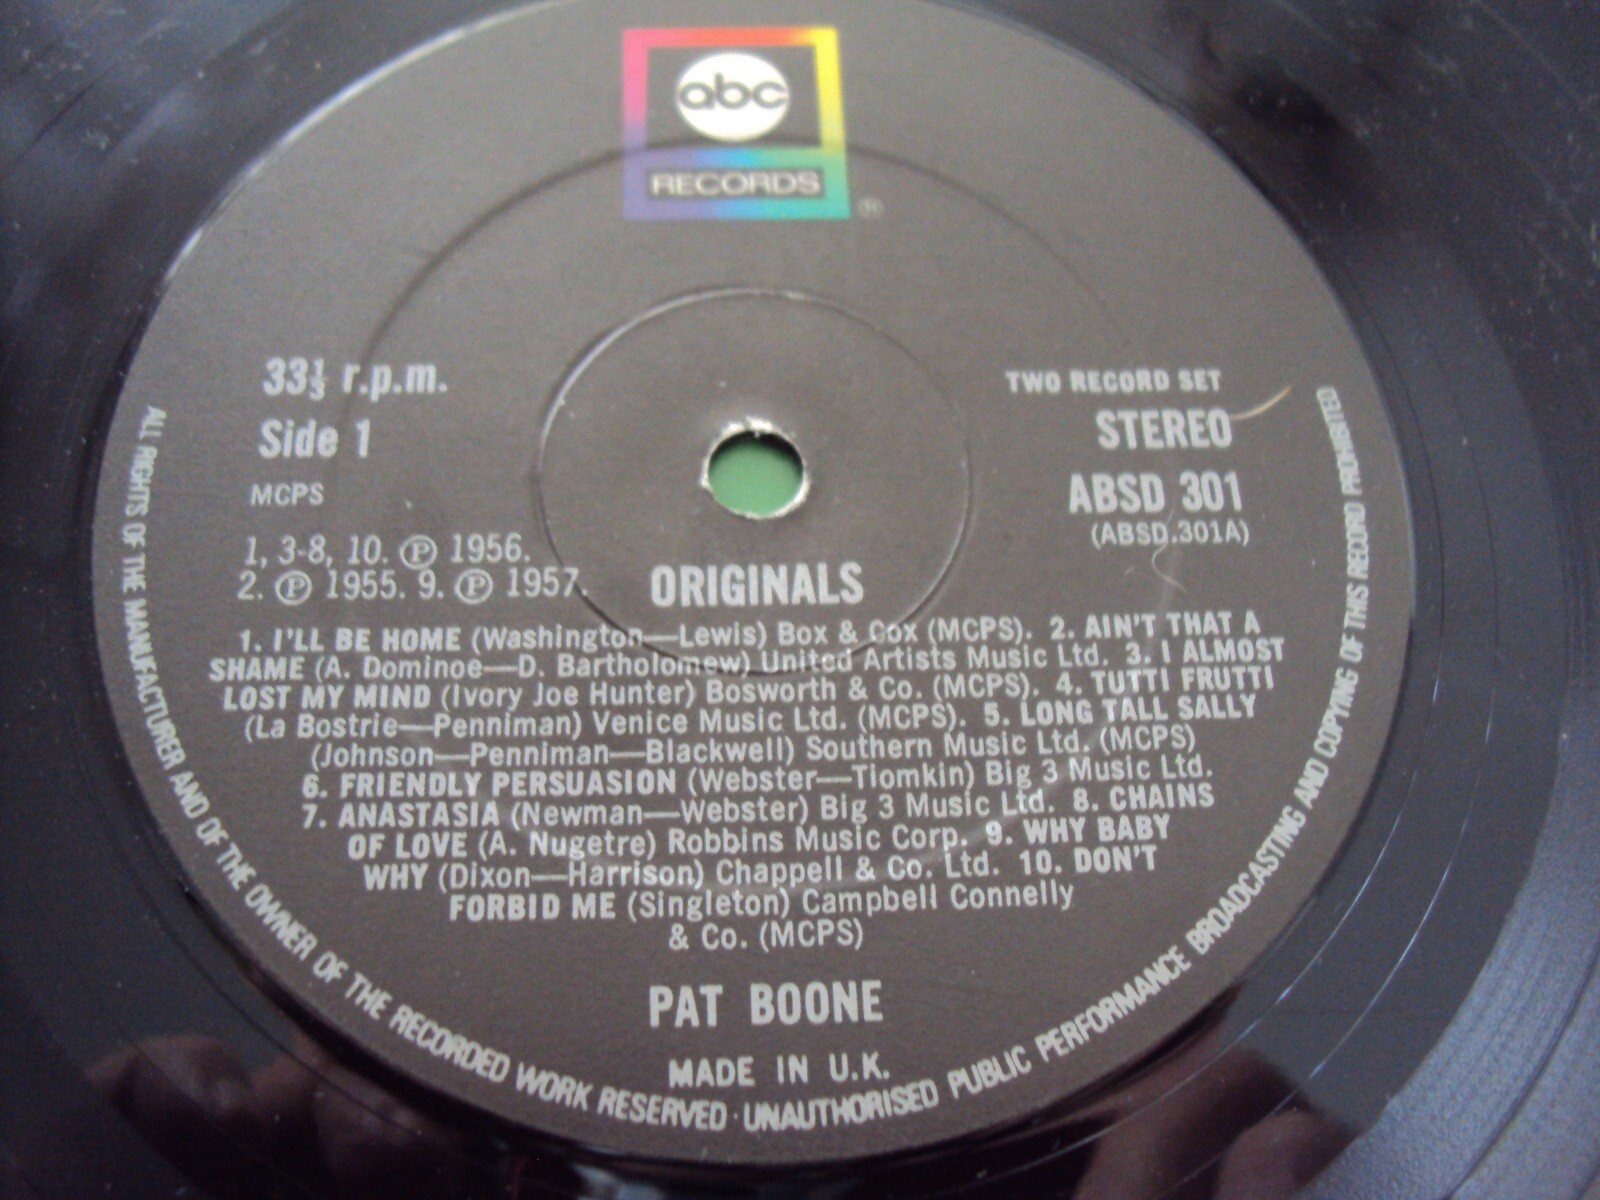 abc
RECORDS
®
33⅓ r.p.m.
Side 1
MCPS
1, 3-8, 10. ℗ 1956.
2. ℗ 1955. 9. ℗ 1957.
TWO RECORD SET
STEREO
ABSD 301
(ABSD.301A)
ORIGINALS
1. I'LL BE HOME (Washington—Lewis) Box & Cox (MCPS). 2. AIN'T THAT A
SHAME (A. Dominoe—D. Bartholomew) United Artists Music Ltd. 3. I ALMOST
LOST MY MIND (Ivory Joe Hunter) Bosworth & Co. (MCPS). 4. TUTTI FRUTTI
(La Bostrie—Penniman) Venice Music Ltd. (MCPS). 5. LONG TALL SALLY
(Johnson—Penniman—Blackwell) Southern Music Ltd. (MCPS)
6. FRIENDLY PERSUASION (Webster—Tiomkin) Big 3 Music Ltd.
7. ANASTASIA (Newman—Webster) Big 3 Music Ltd. 8. CHAINS
OF LOVE (A. Nugetre) Robbins Music Corp. 9. WHY BABY
WHY (Dixon—Harrison) Chappell & Co. Ltd. 10. DON'T
FORBID ME (Singleton) Campbell Connelly
& Co. (MCPS)
PAT BOONE
MADE IN U.K.
ALL RIGHTS OF THE MANUFACTURER AND OF THE OWNER OF THE RECORDED WORK RESERVED · UNAUTHORISED PUBLIC PERFORMANCE BROADCASTING AND COPYING OF THIS RECORD PROHIBITED